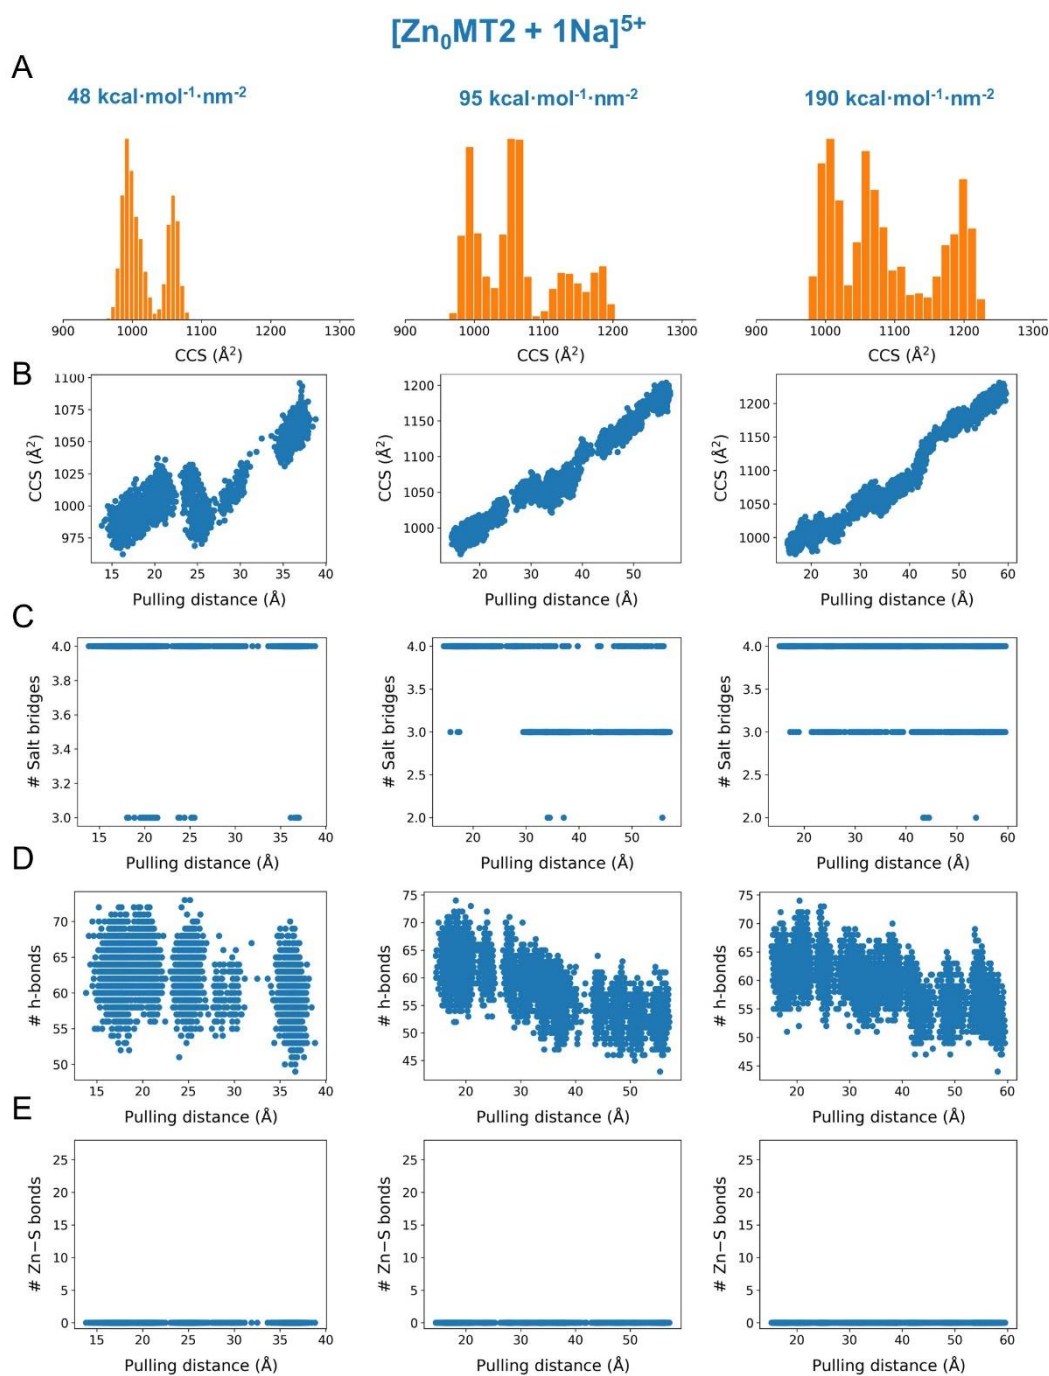 [Zn₀MT2 + 1Na]⁵⁺
A
48 kcal·mol⁻¹·nm⁻²
95 kcal·mol⁻¹·nm⁻²
190 kcal·mol⁻¹·nm⁻²
900 1000 1100 1200 1300
CCS (Å²)
900 1000 1100 1200 1300
CCS (Å²)
900 1000 1100 1200 1300
CCS (Å²)
B
CCS (Å²)
1100
1075
1050
1025
1000
975
15 20 25 30 35 40
Pulling distance (Å)
CCS (Å²)
1200
1150
1100
1050
1000
20 30 40 50
Pulling distance (Å)
CCS (Å²)
1200
1150
1100
1050
1000
20 30 40 50 60
Pulling distance (Å)
C
# Salt bridges
4.0
3.8
3.6
3.4
3.2
3.0
15 20 25 30 35 40
Pulling distance (Å)
# Salt bridges
4.0
3.5
3.0
2.5
2.0
20 30 40 50
Pulling distance (Å)
# Salt bridges
4.0
3.5
3.0
2.5
2.0
20 30 40 50 60
Pulling distance (Å)
D
# h-bonds
70
65
60
55
50
15 20 25 30 35 40
Pulling distance (Å)
# h-bonds
75
70
65
60
55
50
45
20 30 40 50
Pulling distance (Å)
# h-bonds
75
70
65
60
55
50
45
20 30 40 50 60
Pulling distance (Å)
E
# Zn−S bonds
25
20
15
10
5
0
15 20 25 30 35 40
Pulling distance (Å)
# Zn−S bonds
25
20
15
10
5
0
20 30 40 50
Pulling distance (Å)
# Zn−S bonds
25
20
15
10
5
0
20 30 40 50 60
Pulling distance (Å)